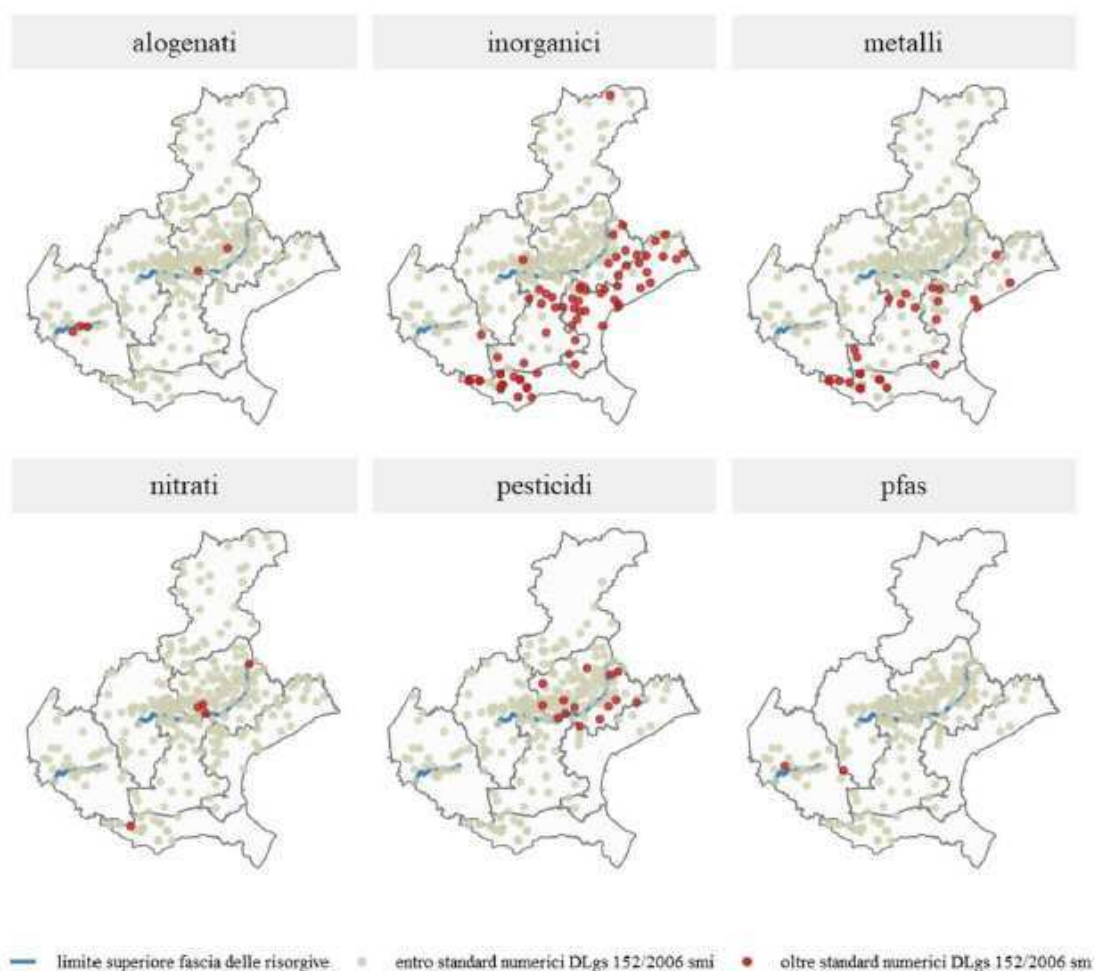 alogenati inorganici metalli
nitrati pesticidi pfas
limite superiore fascia delle risorgive entro standard numerici DLgs 152/2006 smi oltre standard numerici DLgs 152/2006 sm